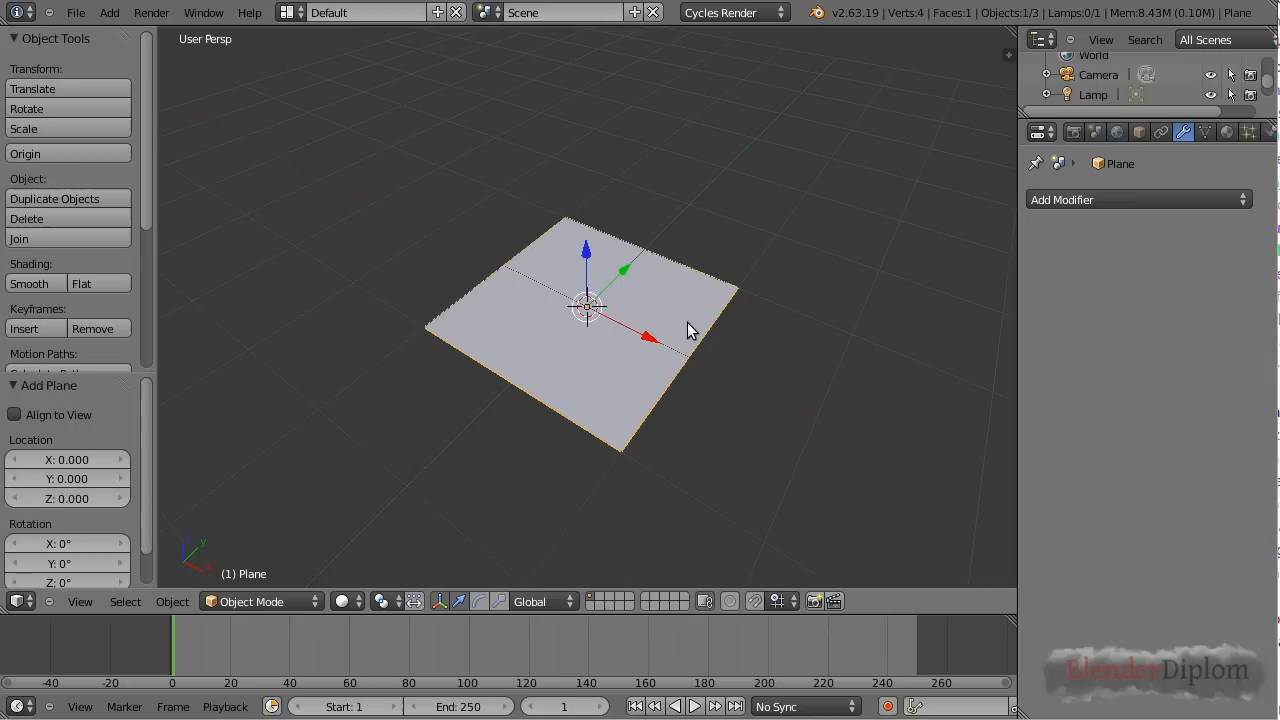 File Add Render Window Help Default Scene Cycles Render v2.63.19 | Verts:4 | Faces:1 | Objects:1/3 | Lamps:0/1 | Mem:8.43M (0.10M) | Plane
Object Tools
Transform:
Translate
Rotate
Scale
Origin
Object:
Duplicate Objects
Delete
Join
Shading:
Smooth Flat
Keyframes:
Insert Remove
Motion Paths:
Add Plane
Align to View
Location
X: 0.000
Y: 0.000
Z: 0.000
Rotation
X: 0°
Y: 0°
Z: 0°
User Persp
z y x
(1) Plane
View Select Object Object Mode Global
-40 -20 0 20 40 60 80 100 120 140 160 180 200 220 240 260
View Marker Frame Playback Start: 1 End: 250 1 No Sync
View Search All Scenes
World
Camera
Lamp
Plane
Add Modifier
BlenderDiplom